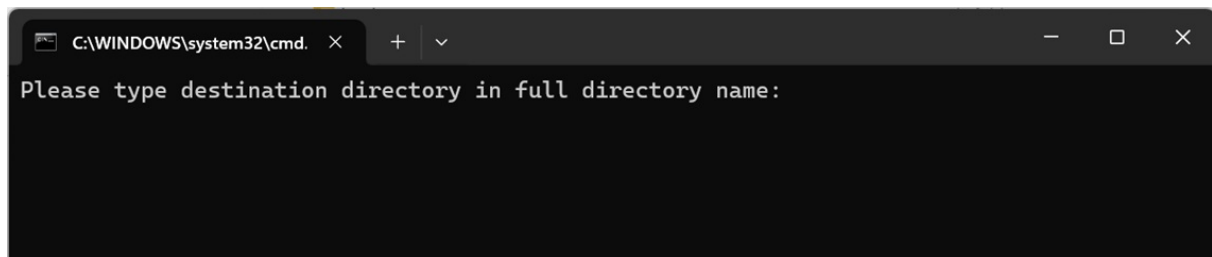 C:\WINDOWS\system32\cmd.
Please type destination directory in full directory name: